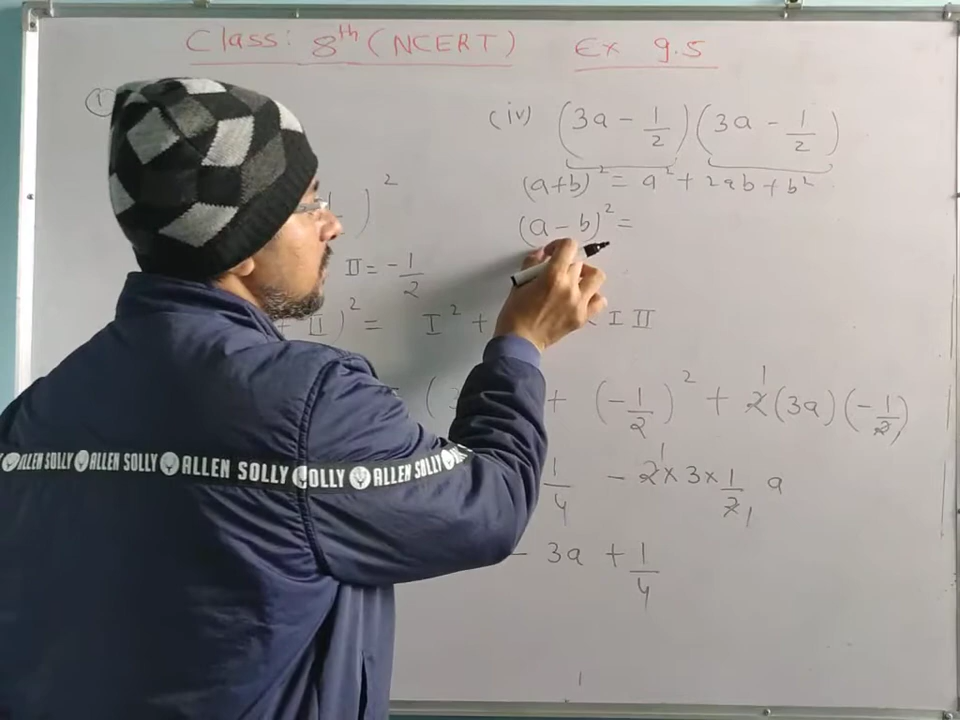 Class: 8th (NCERT) Ex 9.5
①
(iv) (3a - 1/2)(3a - 1/2)
(a+b)² = a² + 2ab + b²
)²
(a - b)² =
II = -1/2
+ II)² = I² + I II
( + (-1/2)² + 2(3a)(-1/2)
1/4 - 2 × 3 × 1/2 a
- 3a + 1/4
ALLEN SOLLY ALLEN SOLLY ALLEN SOLLY OLLY ALLEN SOLLY